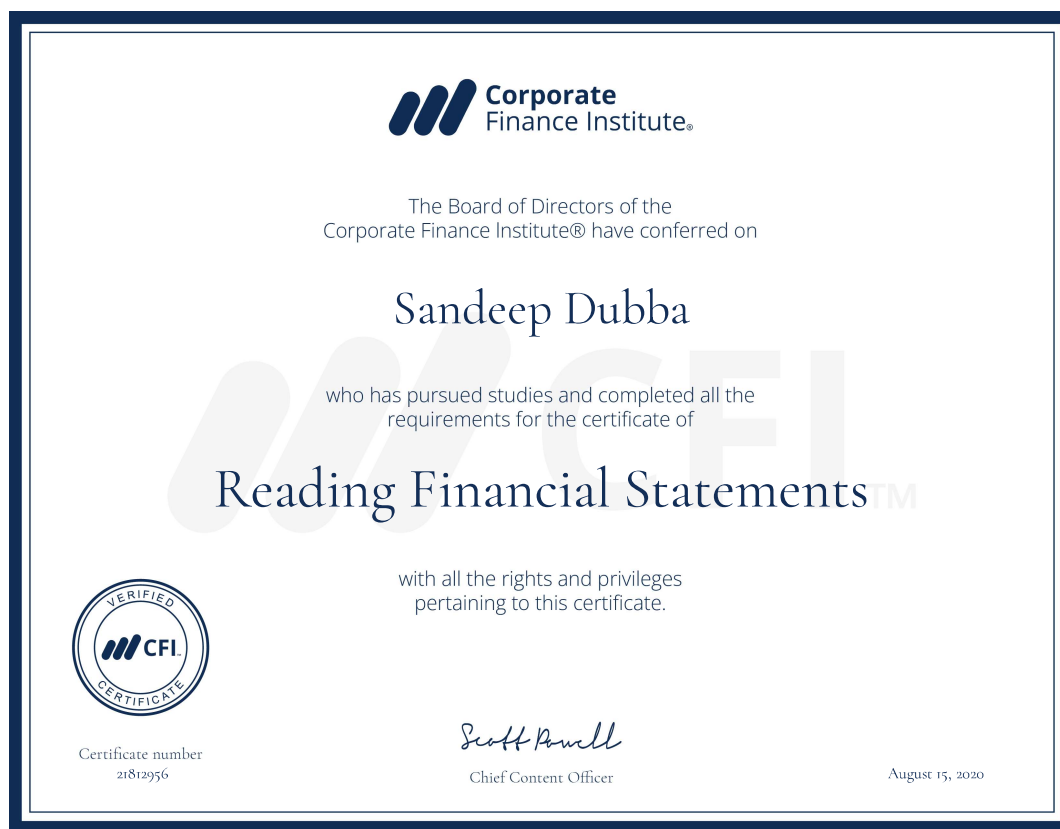 Corporate
Finance Institute®
The Board of Directors of the
Corporate Finance Institute® have conferred on
Sandeep Dubba
CFI
who has pursued studies and completed all the
requirements for the certificate of
Reading Financial Statements
TM
with all the rights and privileges
pertaining to this certificate.
VERIFIED
CFI™
CERTIFICATE
Scott Powell
Certificate number
21812956
Chief Content Officer
August 15, 2020